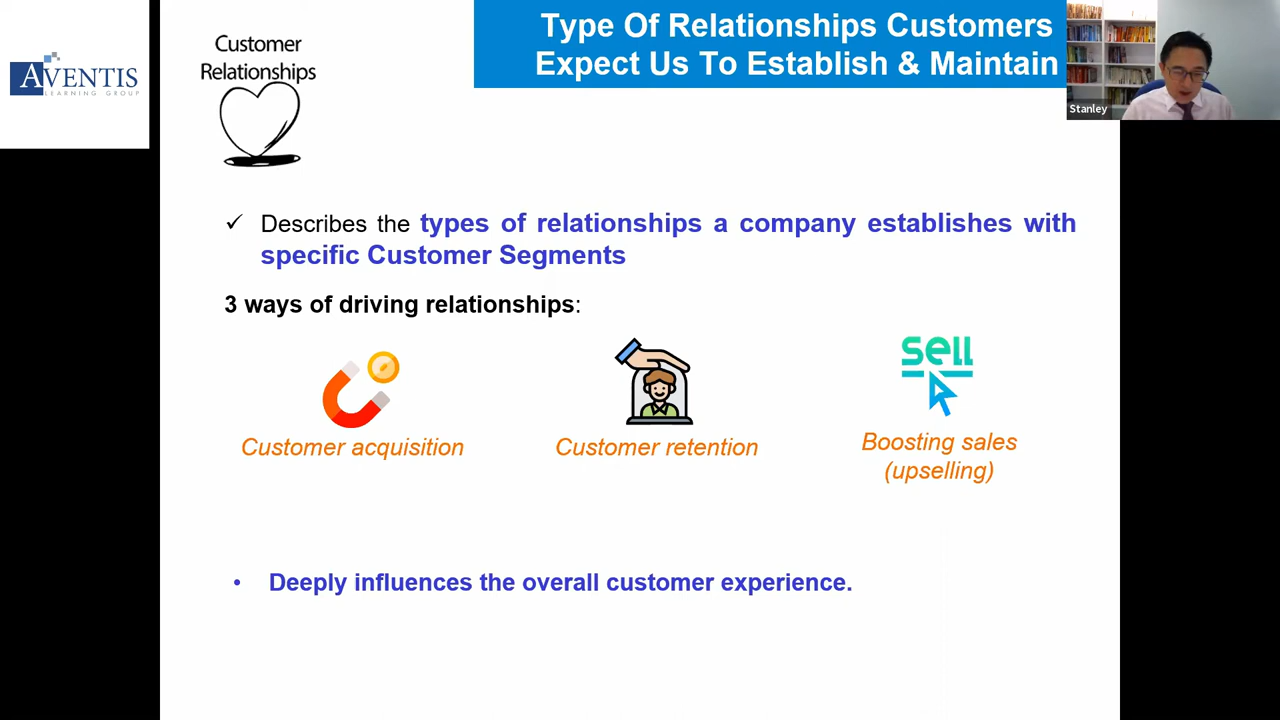 AVENTIS
LEARNING GROUP
Customer
Relationships
Type Of Relationships Customers
Expect Us To Establish & Maintain
Stanley
✓ Describes the types of relationships a company establishes with
specific Customer Segments
3 ways of driving relationships:
sell
Customer acquisition
Customer retention
Boosting sales
(upselling)
• Deeply influences the overall customer experience.